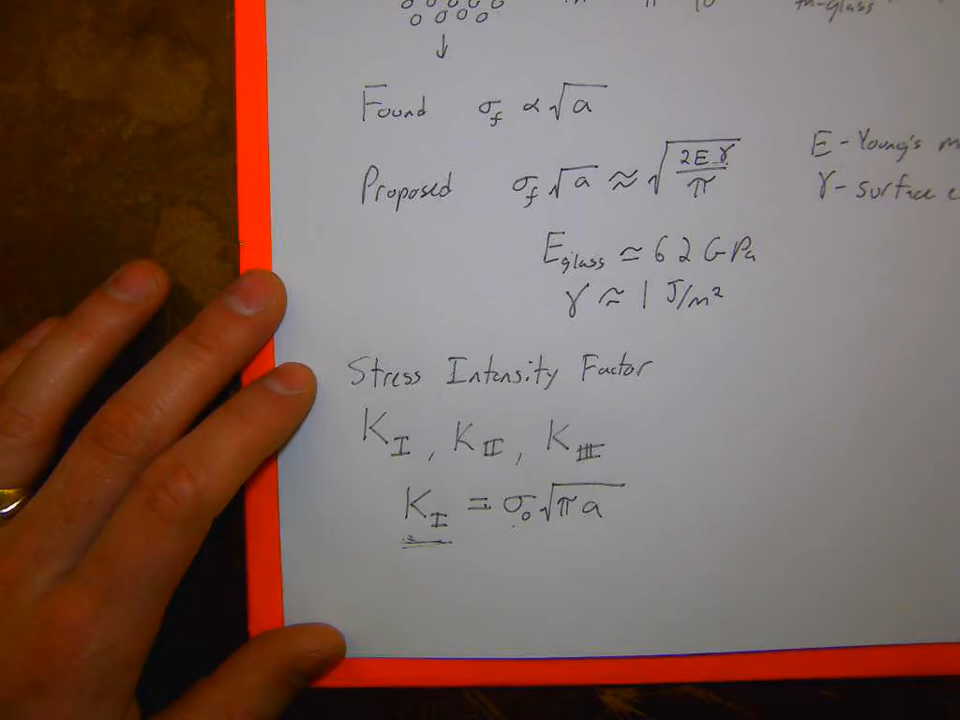 Found σf ∝ √a
Proposed σf √a ≈ √(2Eγ/π)
E - Young's
γ - surface
Eglass ≃ 62 GPa
γ ≈ 1 J/m²
Stress Intensity Factor
K_I, K_II, K_III
K_I = σ₀√πa